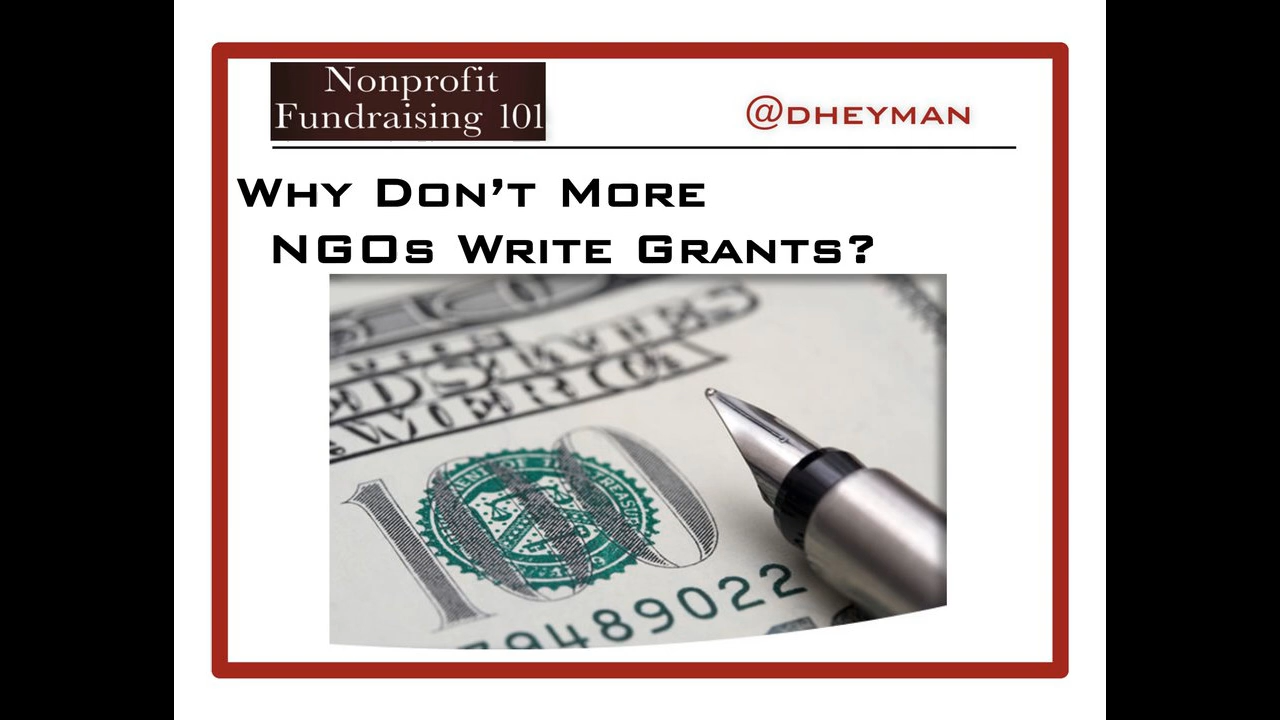 Nonprofit
Fundraising 101
@DHEYMAN
WHY DON'T MORE
NGOS WRITE GRANTS?
100
79489022